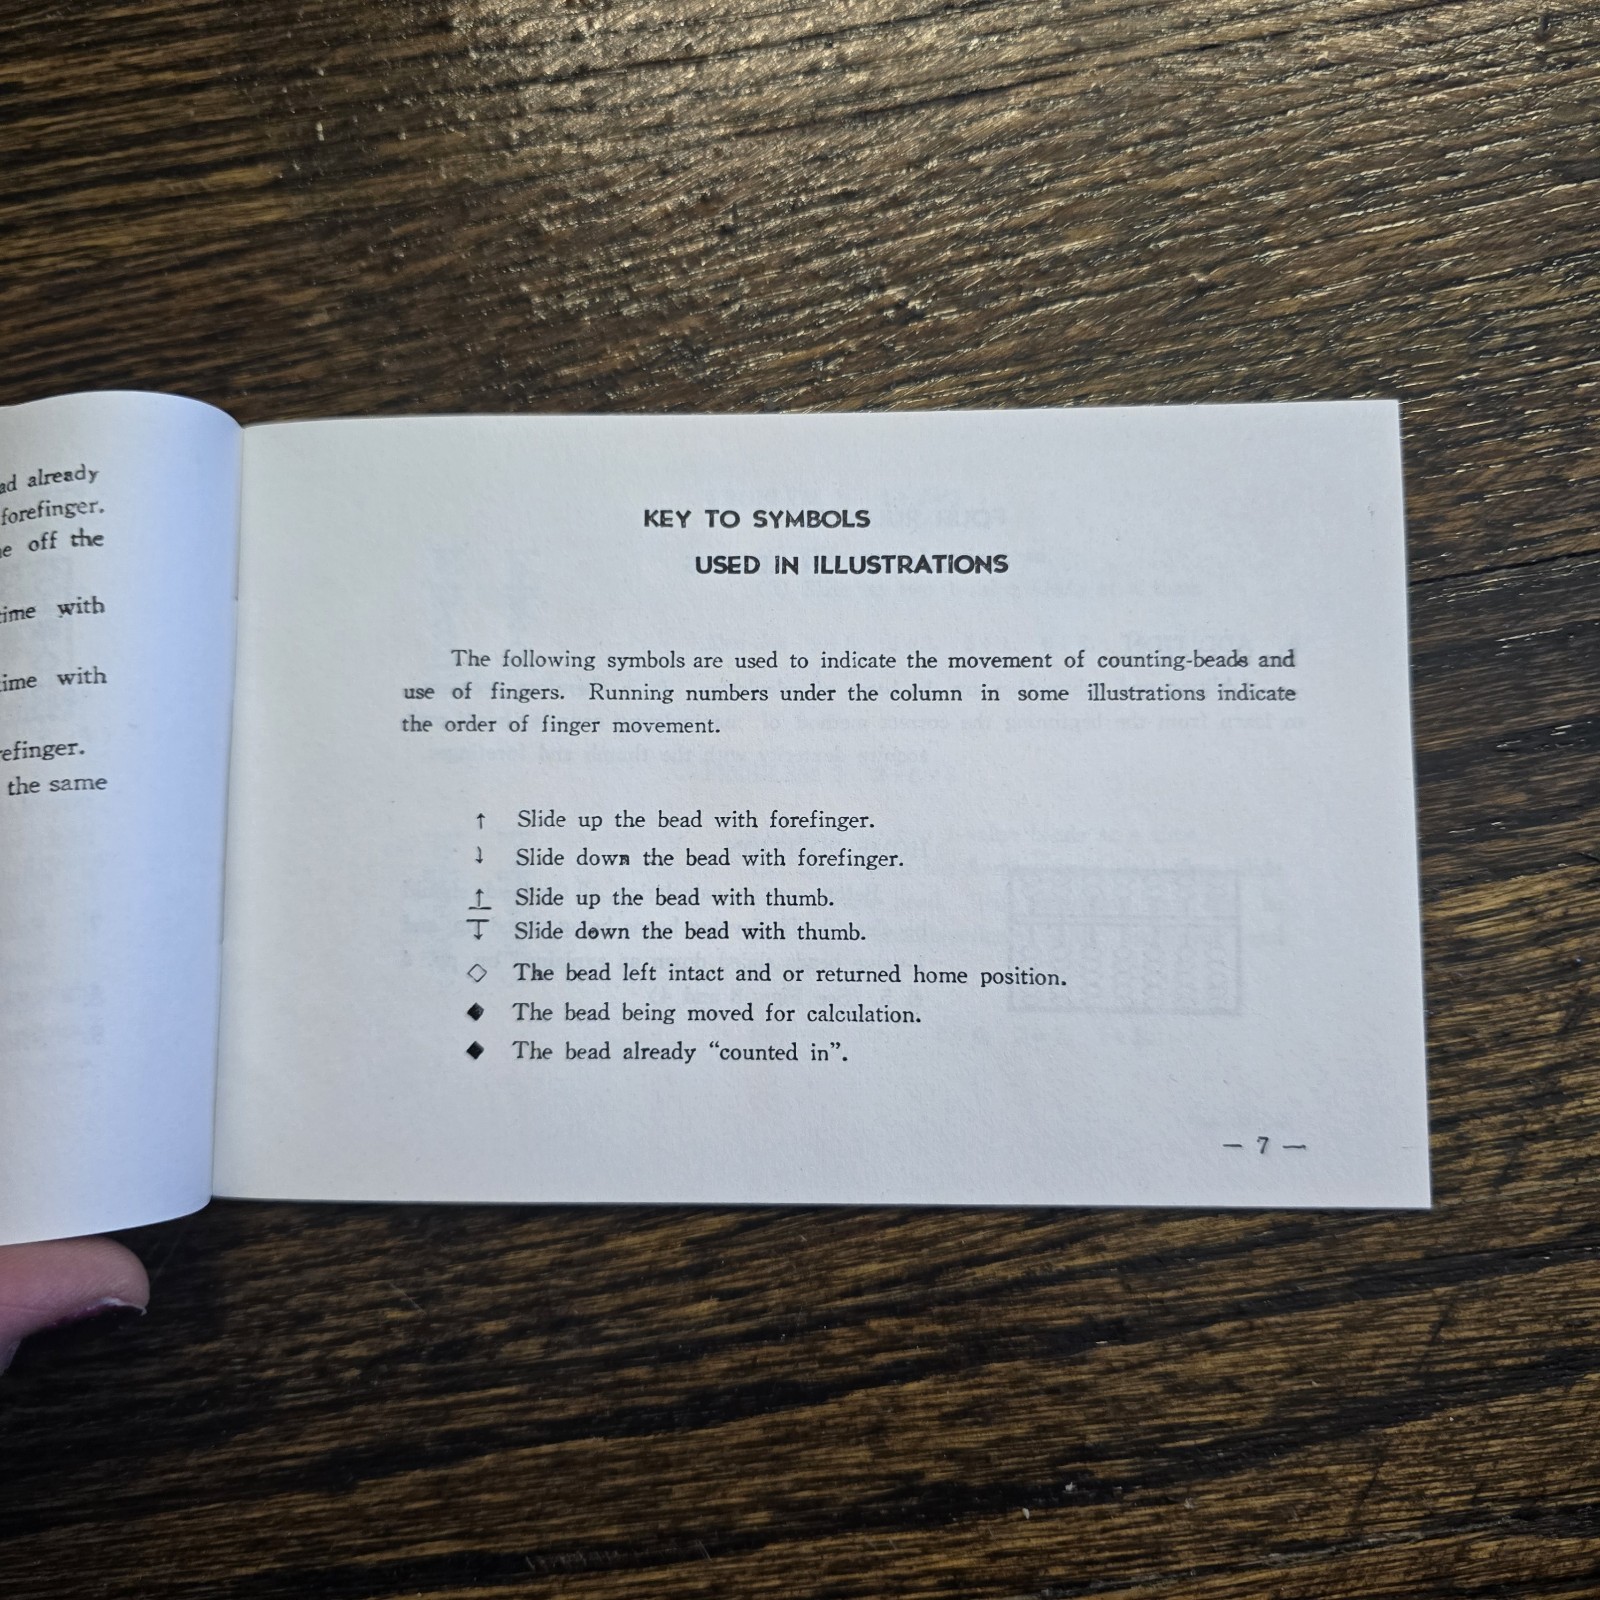 ad already
forefinger.
e off the
time with
ime with
efinger.
the same
KEY TO SYMBOLS
USED IN ILLUSTRATIONS
The following symbols are used to indicate the movement of counting-beads and
use of fingers. Running numbers under the column in some illustrations indicate
the order of finger movement.
↑ Slide up the bead with forefinger.
↓ Slide down the bead with forefinger.
↥ Slide up the bead with thumb.
↧ Slide down the bead with thumb.
◇ The bead left intact and or returned home position.
◆ The bead being moved for calculation.
◆ The bead already “counted in”.
— 7 —